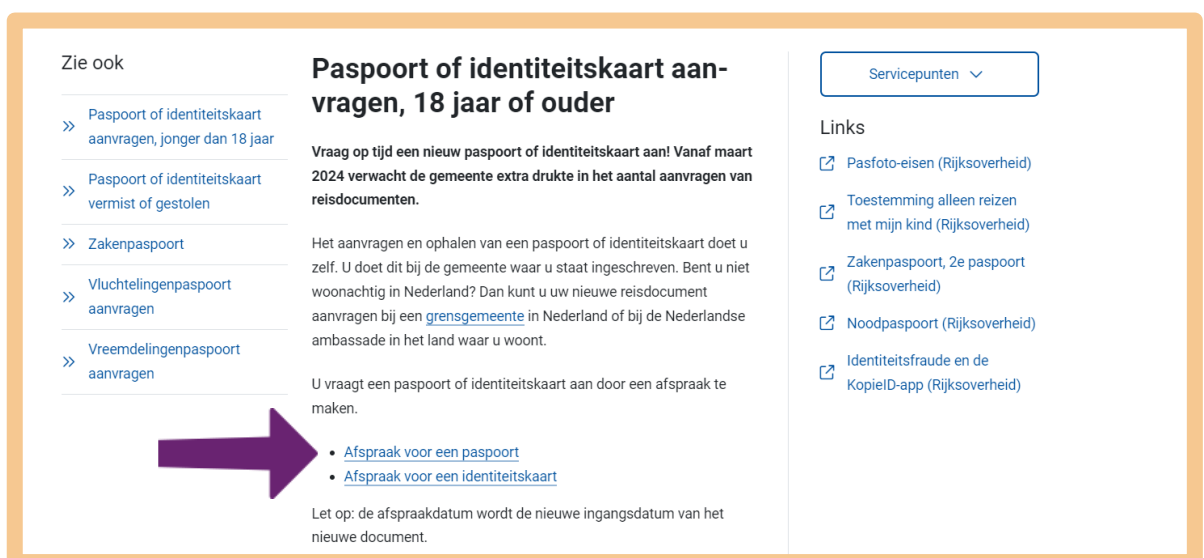 Zie ook
Paspoort of identiteitskaart
aanvragen, jonger dan 18 jaar
Paspoort of identiteitskaart
vermist of gestolen
Zakenpaspoort
Vluchtelingenpaspoort
aanvragen
Vreemdelingenpaspoort
aanvragen
Paspoort of identiteitskaart aan-
vragen, 18 jaar of ouder
Vraag op tijd een nieuw paspoort of identiteitskaart aan! Vanaf maart
2024 verwacht de gemeente extra drukte in het aantal aanvragen van
reisdocumenten.
Het aanvragen en ophalen van een paspoort of identiteitskaart doet u
zelf. U doet dit bij de gemeente waar u staat ingeschreven. Bent u niet
woonachtig in Nederland? Dan kunt u uw nieuwe reisdocument
aanvragen bij een grensgemeente in Nederland of bij de Nederlandse
ambassade in het land waar u woont.
U vraagt een paspoort of identiteitskaart aan door een afspraak te
maken.
• Afspraak voor een paspoort
• Afspraak voor een identiteitskaart
Let op: de afspraakdatum wordt de nieuwe ingangsdatum van het
nieuwe document.
Servicepunten
Links
Pasfoto-eisen (Rijksoverheid)
Toestemming alleen reizen
met mijn kind (Rijksoverheid)
Zakenpaspoort, 2e paspoort
(Rijksoverheid)
Noodpaspoort (Rijksoverheid)
Identiteitsfraude en de
KopieID-app (Rijksoverheid)